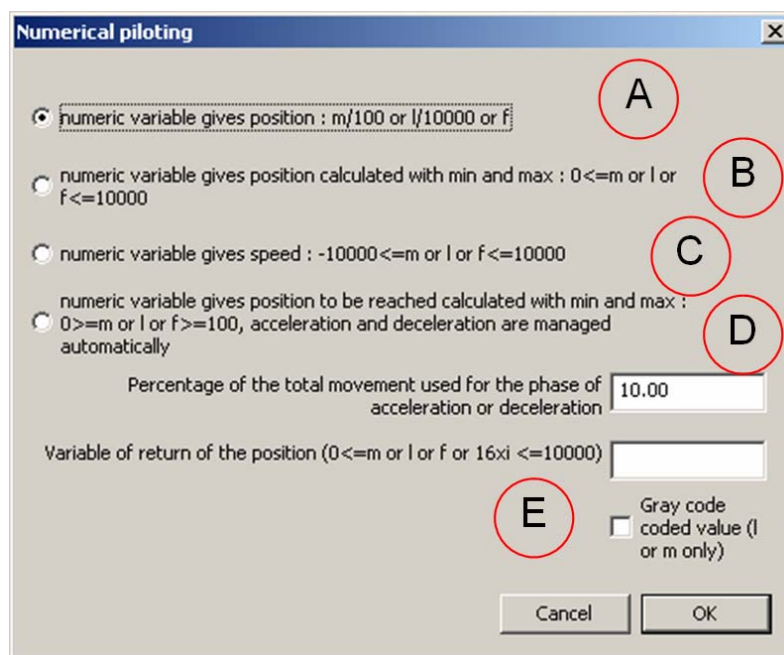 Numerical piloting
A
numeric variable gives position : m/100 or l/10000 or f
numeric variable gives position calculated with min and max : 0<=m or l or
f<=10000
B
numeric variable gives speed : -10000<=m or l or f<=10000
C
numeric variable gives position to be reached calculated with min and max :
0>=m or l or f>=100, acceleration and deceleration are managed
automatically
D
Percentage of the total movement used for the phase of
acceleration or deceleration
10.00
Variable of return of the position (0<=m or l or f or 16xi <=10000)
E
Gray code
coded value (l
or m only)
Cancel
OK